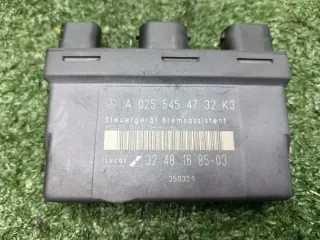 A 025 545 47 32 K3
Steuergerät Bremsassistent
Lucas 32 48 16 85-03
350321